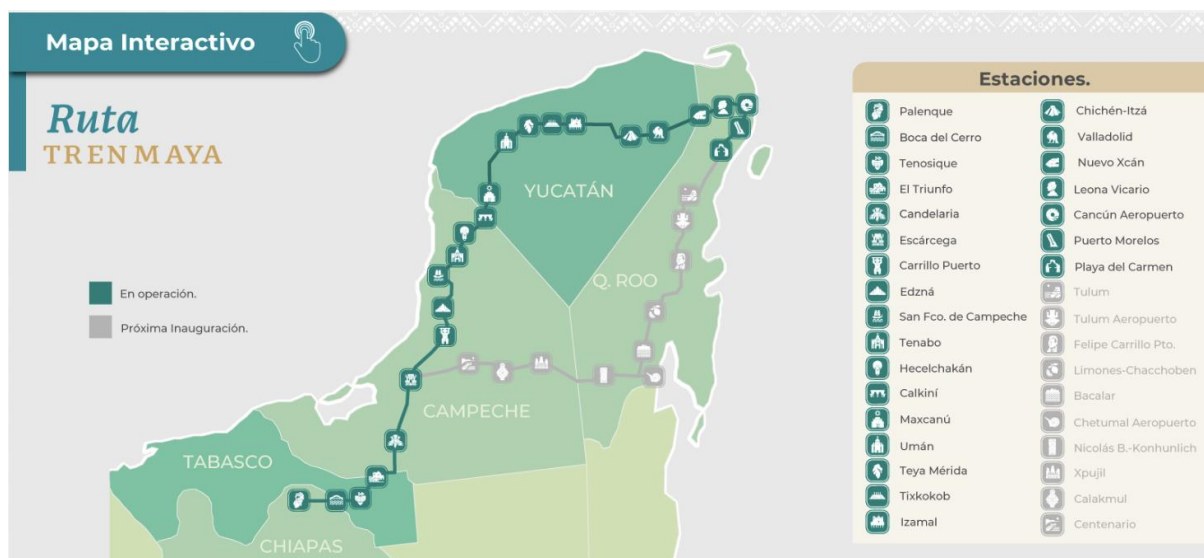 Mapa Interactivo
Ruta
TREN MAYA
En operación.
Próxima Inauguración.
YUCATÁN
Q. ROO
CAMPECHE
TABASCO
CHIAPAS
Estaciones.
Palenque
Boca del Cerro
Tenosique
El Triunfo
Candelaria
Escárcega
Carrillo Puerto
Edzná
San Fco. de Campeche
Tenabo
Hecelchakán
Calkiní
Maxcanú
Umán
Teya Mérida
Tixkokob
Izamal
Chichén-Itzá
Valladolid
Nuevo Xcán
Leona Vicario
Cancún Aeropuerto
Puerto Morelos
Playa del Carmen
Tulum
Tulum Aeropuerto
Felipe Carrillo Pto.
Limones-Chacchoben
Bacalar
Chetumal Aeropuerto
Nicolás B.-Konhunlich
Xpujil
Calakmul
Centenario